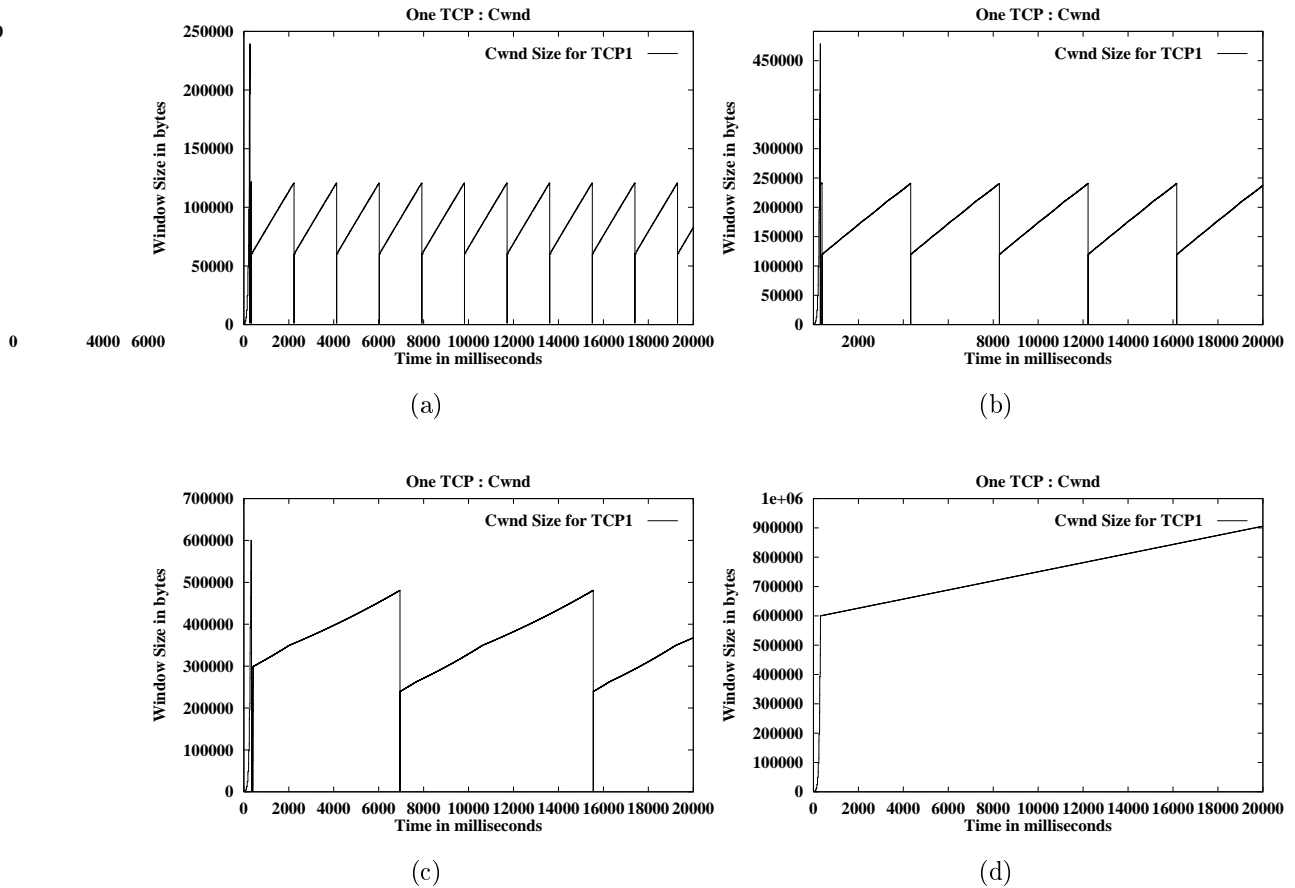 One TCP : Cwnd
Cwnd Size for TCP1
Window Size in bytes
250000
200000
150000
100000
50000
0
0 2000 4000 6000 8000 10000 12000 14000 16000 18000 20000
Time in milliseconds
(a)
0 4000 6000
One TCP : Cwnd
Cwnd Size for TCP1
Window Size in bytes
450000
300000
250000
200000
150000
100000
50000
0
2000 8000 10000 12000 14000 16000 18000 20000
Time in milliseconds
(b)
One TCP : Cwnd
Cwnd Size for TCP1
Window Size in bytes
700000
600000
500000
400000
300000
200000
100000
0
0 2000 4000 6000 8000 10000 12000 14000 16000 18000 20000
Time in milliseconds
(c)
One TCP : Cwnd
Cwnd Size for TCP1
Window Size in bytes
1e+06
900000
800000
700000
600000
500000
400000
300000
200000
100000
0
0 2000 4000 6000 8000 10000 12000 14000 16000 18000 20000
Time in milliseconds
(d)